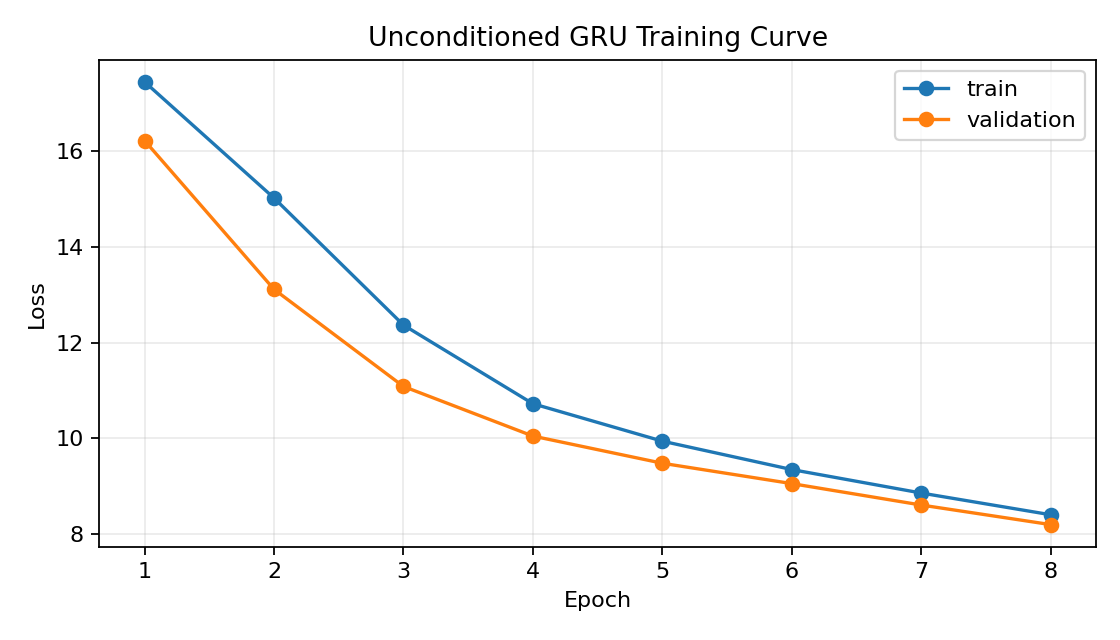 Unconditioned GRU Training Curve
train
validation
Loss
16
14
12
10
8
1 2 3 4 5 6 7 8
Epoch